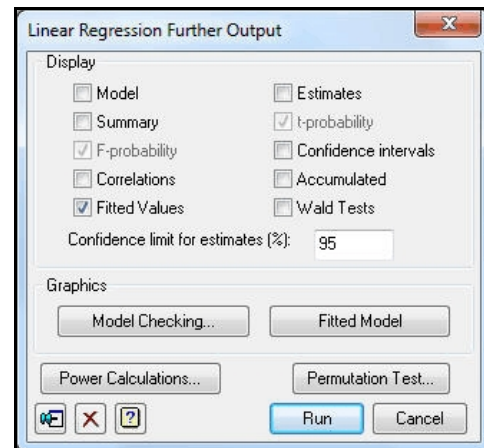 Linear Regression Further Output
Display
Model
Estimates
Summary
t-probability
F-probability
Confidence intervals
Correlations
Accumulated
Fitted Values
Wald Tests
Confidence limit for estimates (%): 95
Graphics
Model Checking...
Fitted Model
Power Calculations...
Permutation Test...
Run
Cancel